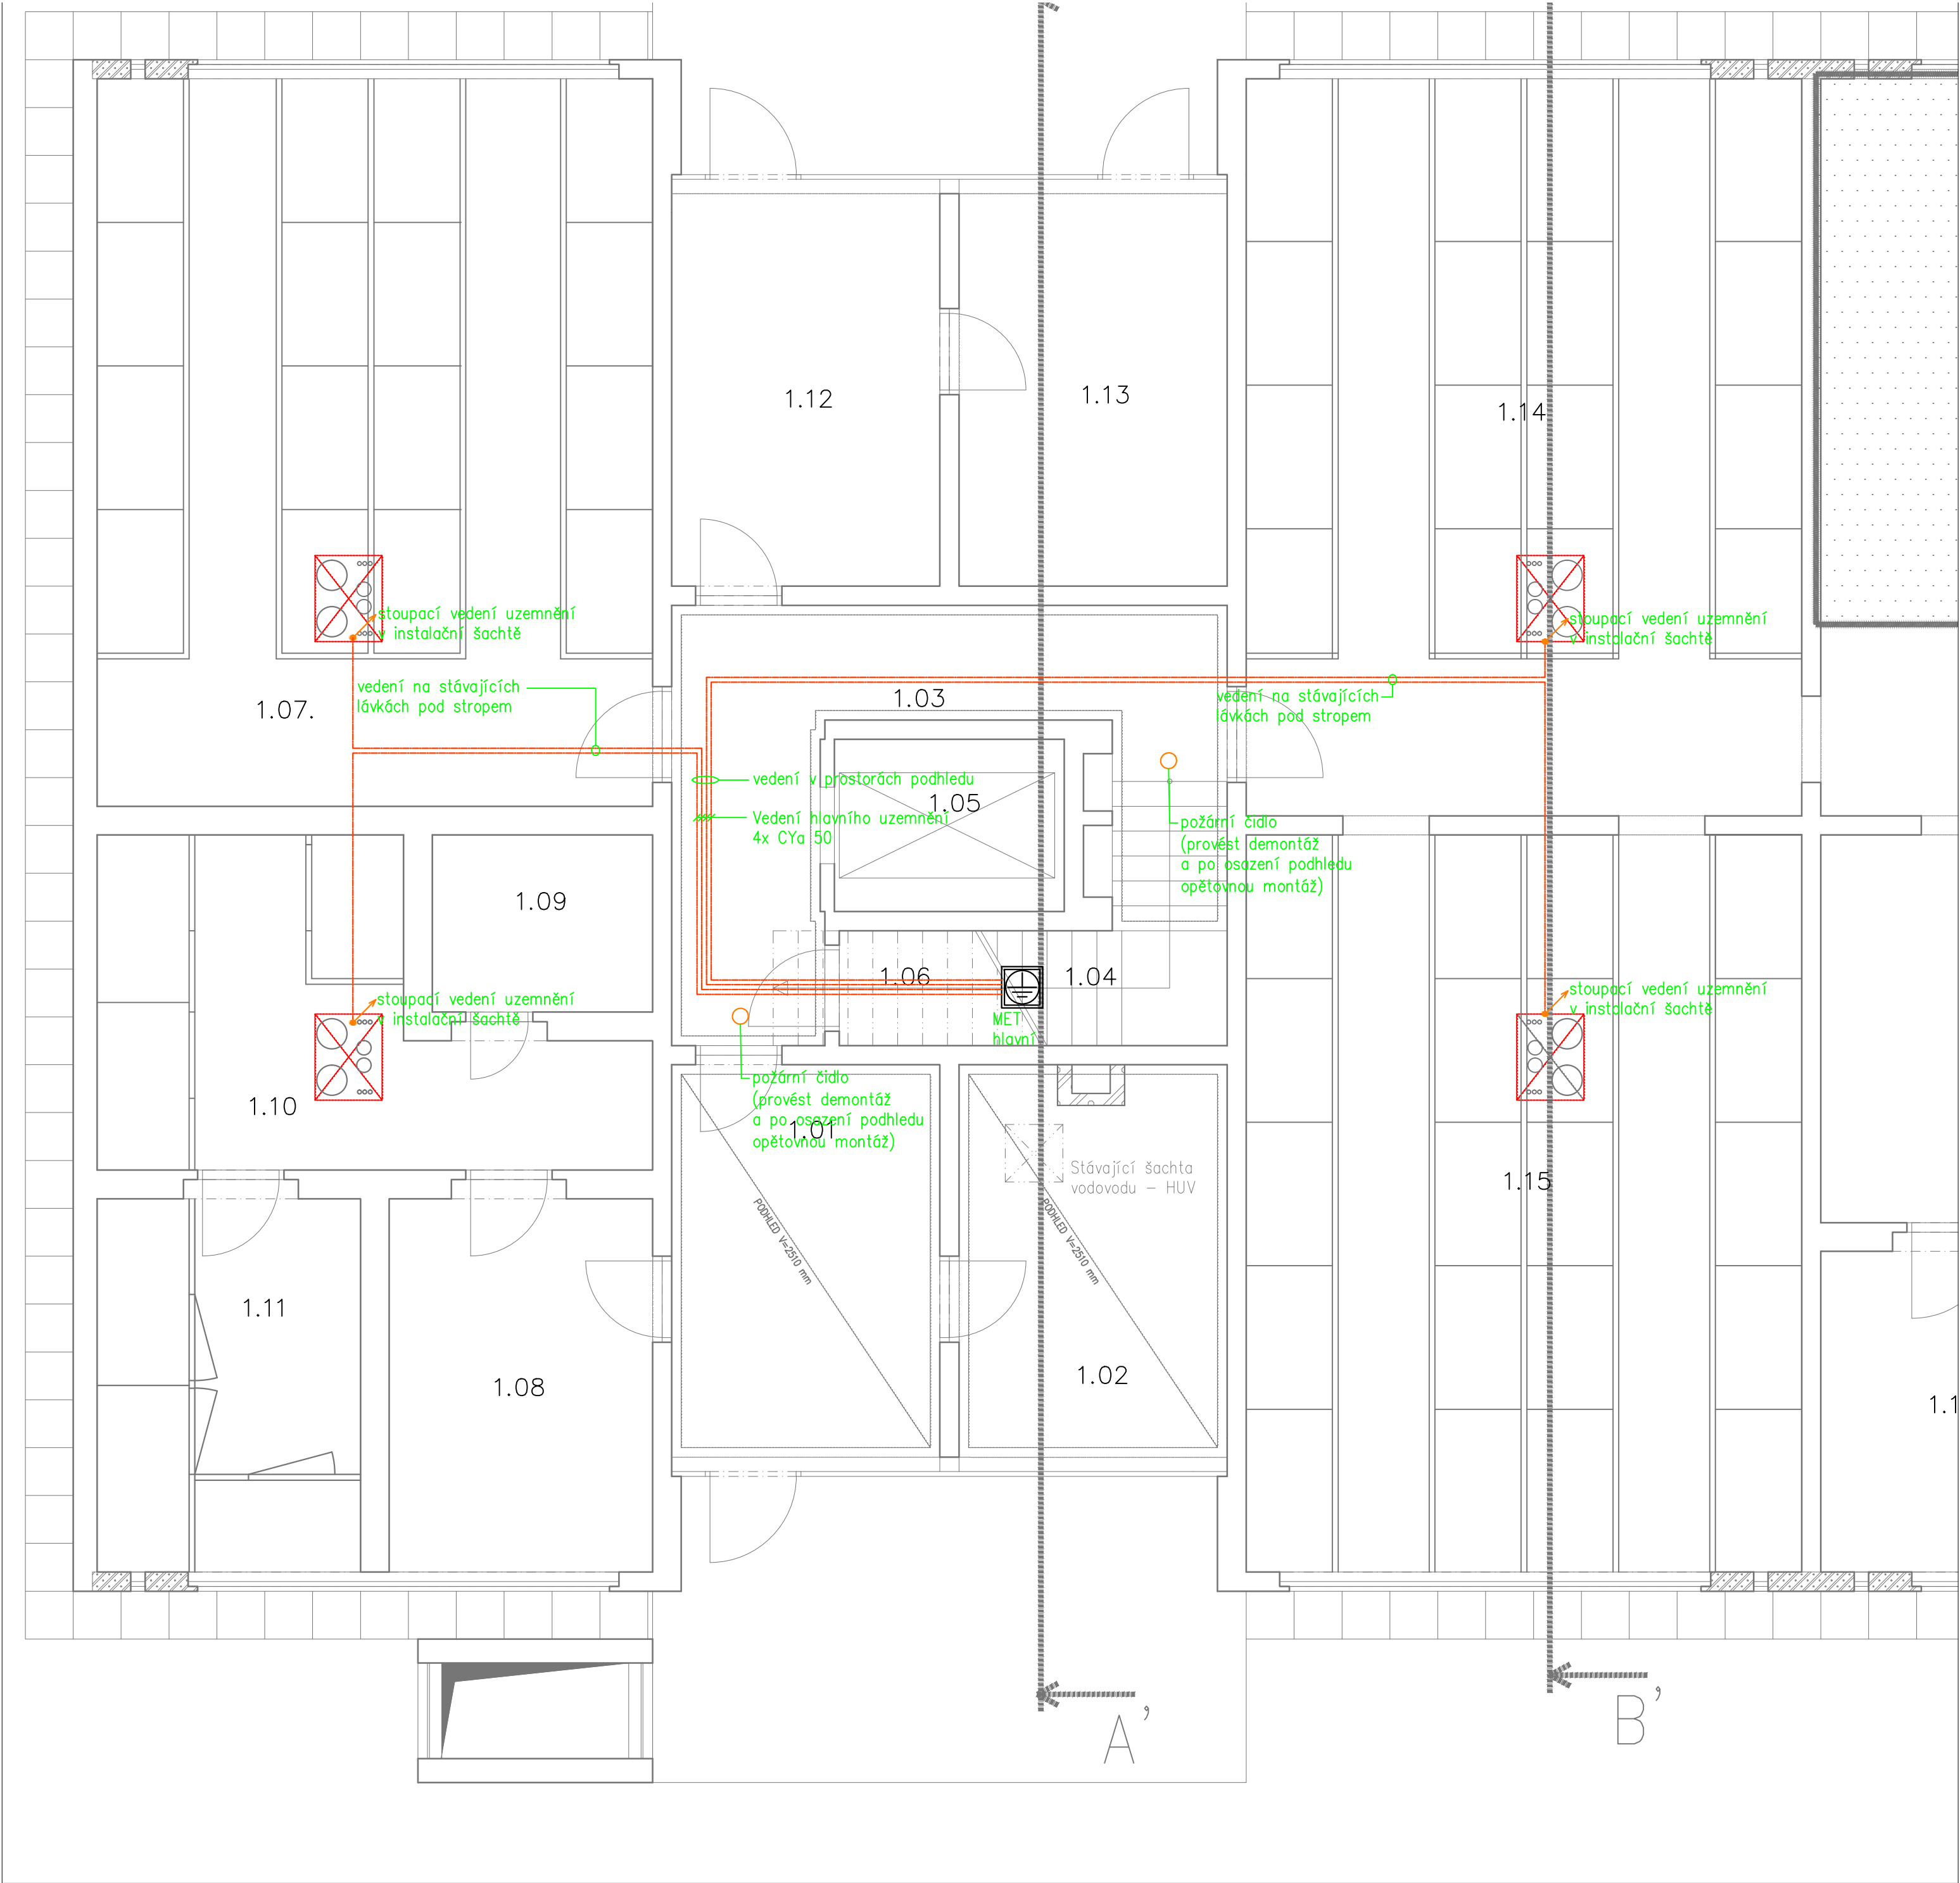 1.12
1.13
1.14
stoupací vedení uzemnění
v instalační šachtě
stoupací vedení uzemnění
v instalační šachtě
vedení na stávajících
lávkách pod stropem
1.07.
1.03
vedení na stávajících
lávkách pod stropem
vedení v prostorách podhledu
1.05
Vedení hlavního uzemnění
4x CYa 50
požární čidlo
(provést demontáž
a po osazení podhledu
opětovnou montáž)
1.09
1.06
1.04
stoupací vedení uzemnění
v instalační šachtě
stoupací vedení uzemnění
v instalační šachtě
MET
hlavní
požární čidlo
(provést demontáž
a po osazení podhledu
opětovnou montáž)
1.10
1.01
Stávající šachta
vodovodu – HUV
1.15
PODHLED V=2510 mm
PODHLED V=2510 mm
1.11
1.08
1.02
1.1
A'
B'